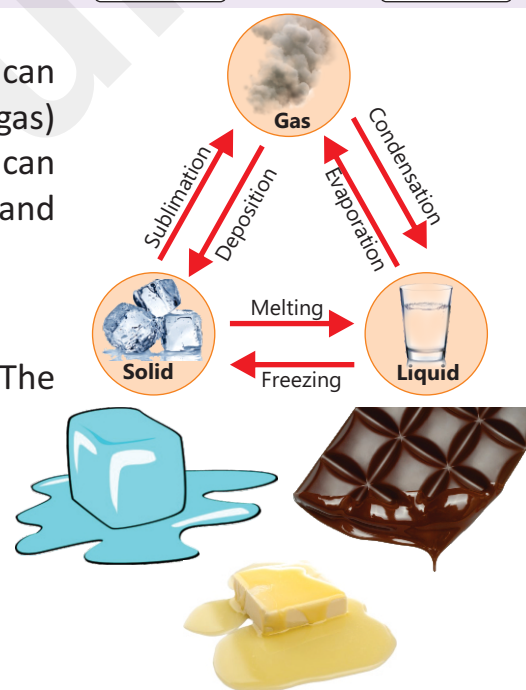 can
gas)
can
and
The
Gas
Sublimation
Deposition
Evaporation
Condensation
Melting
Solid
Freezing
Liquid